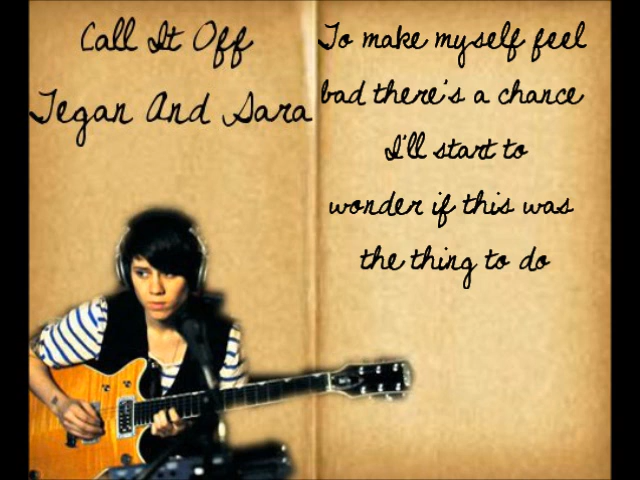 Call It Off
Tegan And Sara
To make myself feel
bad there's a chance
I'll start to
wonder if this was
the thing to do